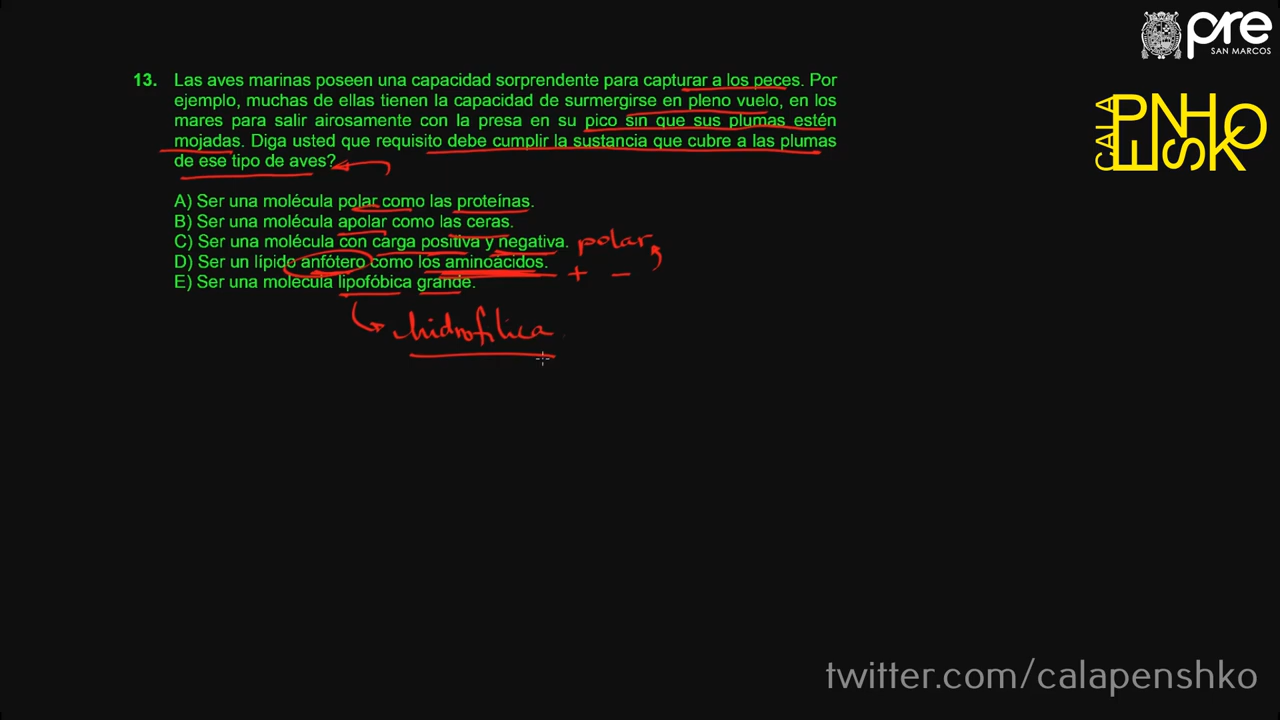 pre
SAN MARCOS
CALA
PENSHKO
13. Las aves marinas poseen una capacidad sorprendente para capturar a los peces. Por
ejemplo, muchas de ellas tienen la capacidad de surmergirse en pleno vuelo, en los
mares para salir airosamente con la presa en su pico sin que sus plumas estén
mojadas. Diga usted que requisito debe cumplir la sustancia que cubre a las plumas
de ese tipo de aves?
A) Ser una molécula polar como las proteínas.
B) Ser una molécula apolar como las ceras.
C) Ser una molécula con carga positiva y negativa. polar
D) Ser un lípido anfótero como los aminoácidos. + -
E) Ser una molécula lipofóbica grande.
hidrofílica
twitter.com/calapenshko